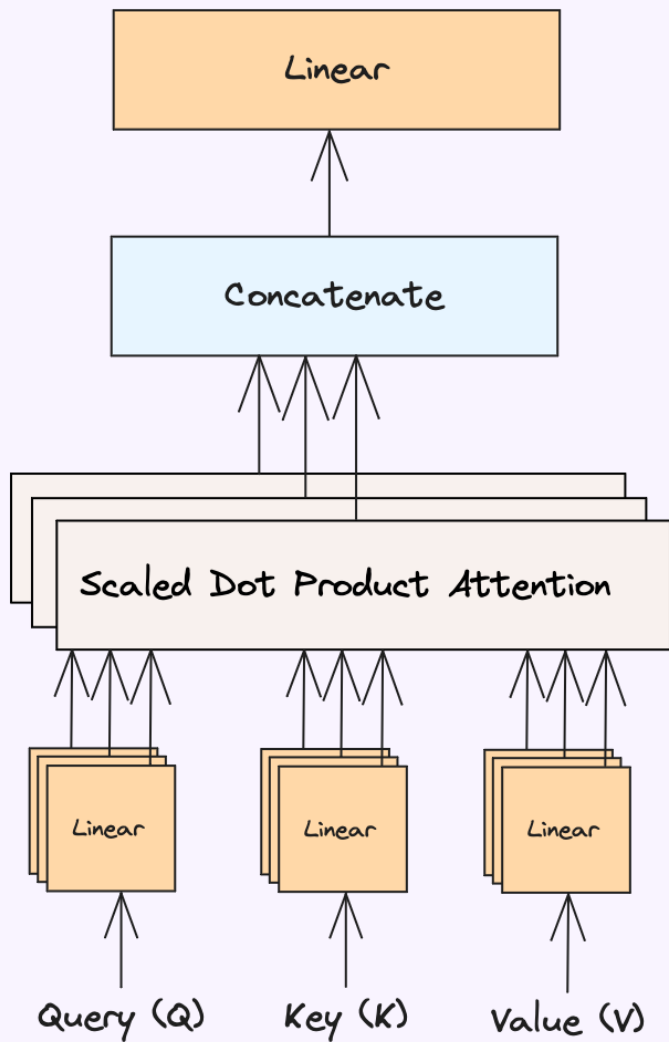 Linear
Concatenate
Scaled Dot Product Attention
Linear
Linear
Linear
Query (Q)
Key (K)
Value (V)